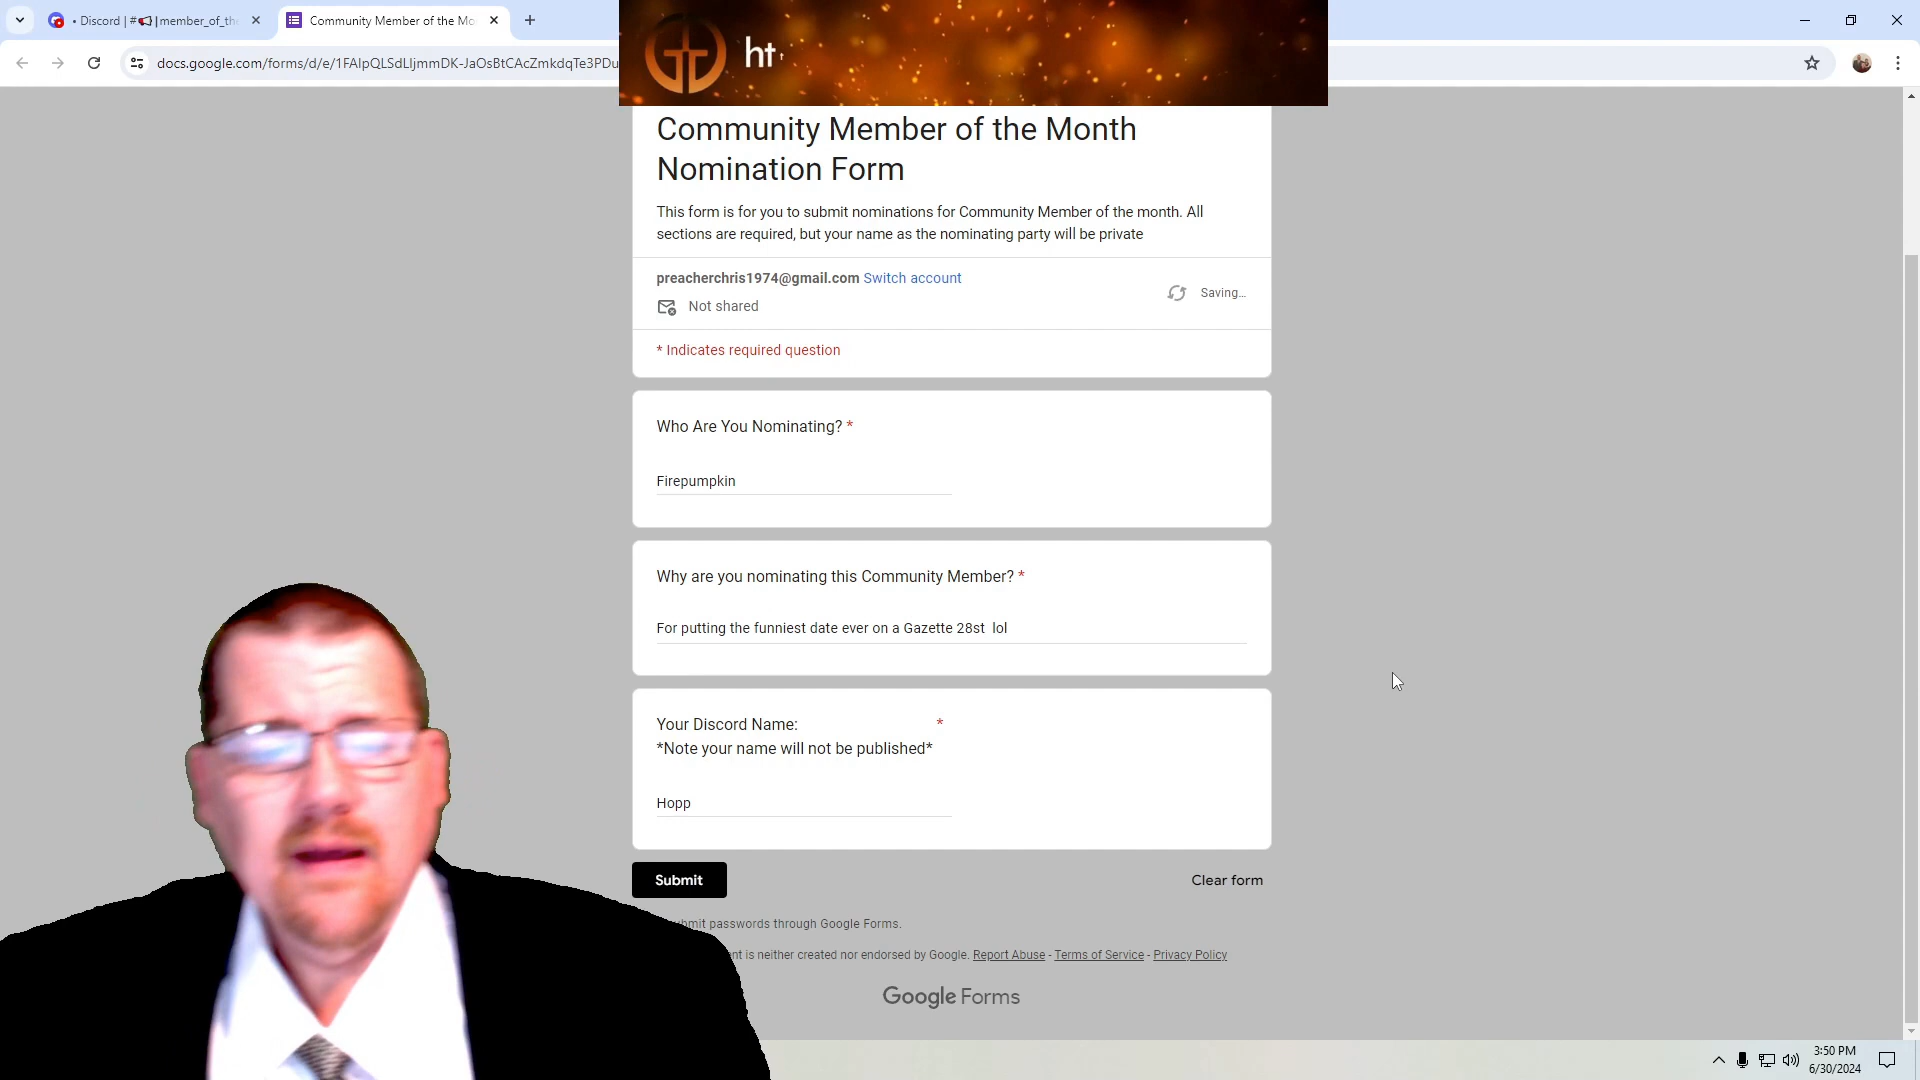 • Discord | #📢|member_of_the
Community Member of the Mo
docs.google.com/forms/d/e/1FAIpQLSdLIjmmDK-JaOsBtCAcZmkdqTe3PDu
ht
Community Member of the Month
Nomination Form
This form is for you to submit nominations for Community Member of the month. All
sections are required, but your name as the nominating party will be private
preacherchris1974@gmail.com Switch account
Saving...
Not shared
* Indicates required question
Who Are You Nominating? *
Firepumpkin
Why are you nominating this Community Member? *
For putting the funniest date ever on a Gazette 28st  lol
Your Discord Name: *
*Note your name will not be published*
Hopp
Submit
Clear form
submit passwords through Google Forms.
is neither created nor endorsed by Google. Report Abuse - Terms of Service - Privacy Policy
Google Forms
3:50 PM
6/30/2024